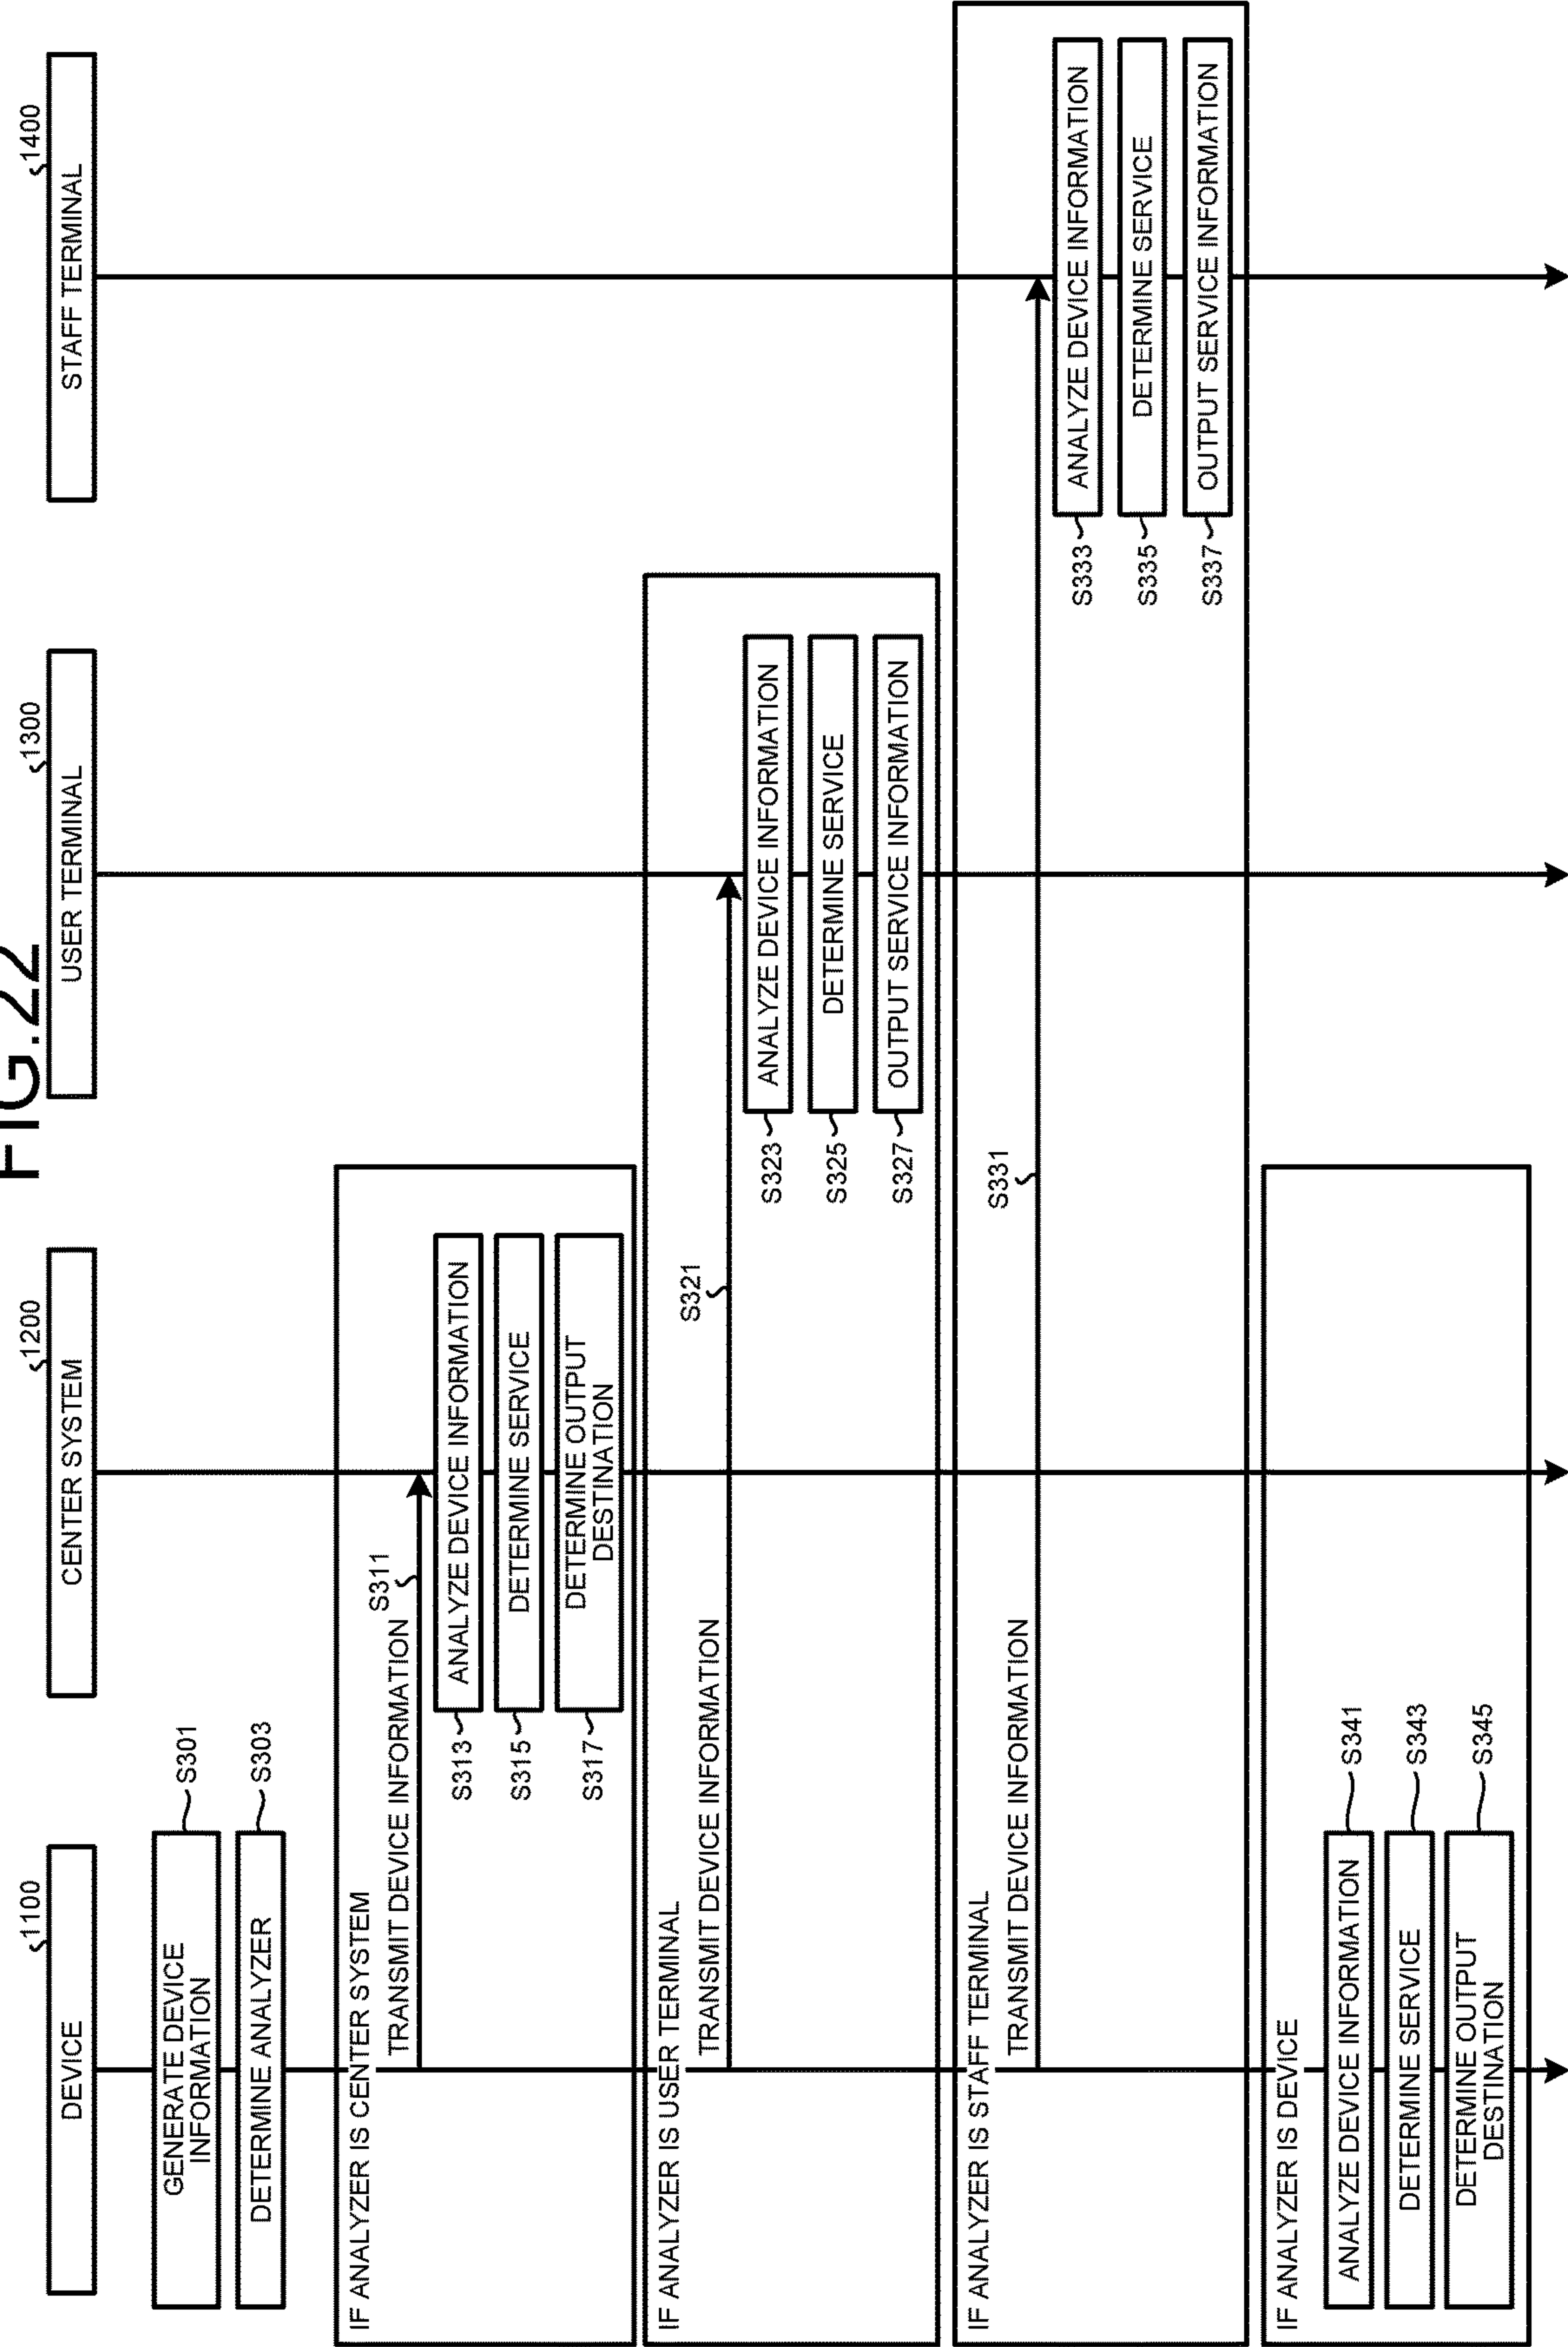 FIG.22
1100
DEVICE
1200
CENTER SYSTEM
1300
USER TERMINAL
1400
STAFF TERMINAL
GENERATE DEVICE
INFORMATION
S301
DETERMINE ANALYZER
S303
IF ANALYZER IS CENTER SYSTEM
TRANSMIT DEVICE INFORMATION
S311
S313
ANALYZE DEVICE INFORMATION
S315
DETERMINE SERVICE
S317
DETERMINE OUTPUT
DESTINATION
IF ANALYZER IS USER TERMINAL
TRANSMIT DEVICE INFORMATION
S321
S323
ANALYZE DEVICE INFORMATION
S325
DETERMINE SERVICE
S327
OUTPUT SERVICE INFORMATION
IF ANALYZER IS STAFF TERMINAL
TRANSMIT DEVICE INFORMATION
S331
S333
ANALYZE DEVICE INFORMATION
S335
DETERMINE SERVICE
S337
OUTPUT SERVICE INFORMATION
IF ANALYZER IS DEVICE
ANALYZE DEVICE INFORMATION
S341
DETERMINE SERVICE
S343
DETERMINE OUTPUT
DESTINATION
S345